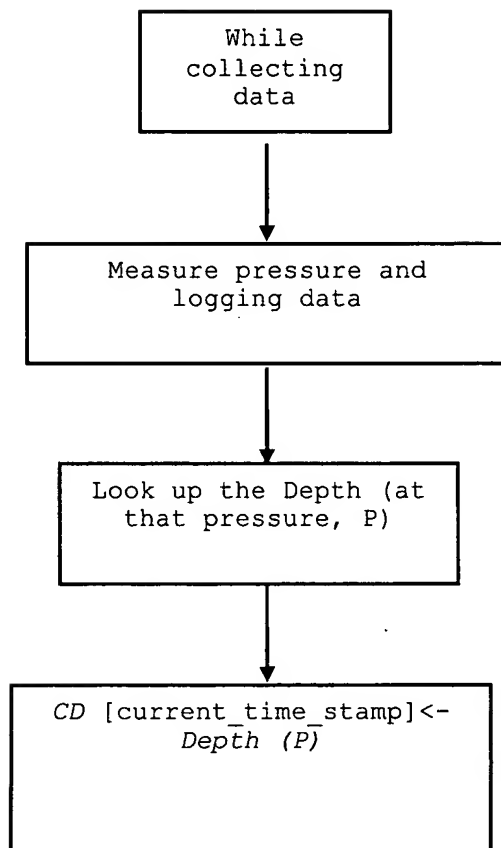 While
collecting
data
Measure pressure and
logging data
Look up the Depth (at
that pressure, P)
CD [current_time_stamp]<-
Depth (P)